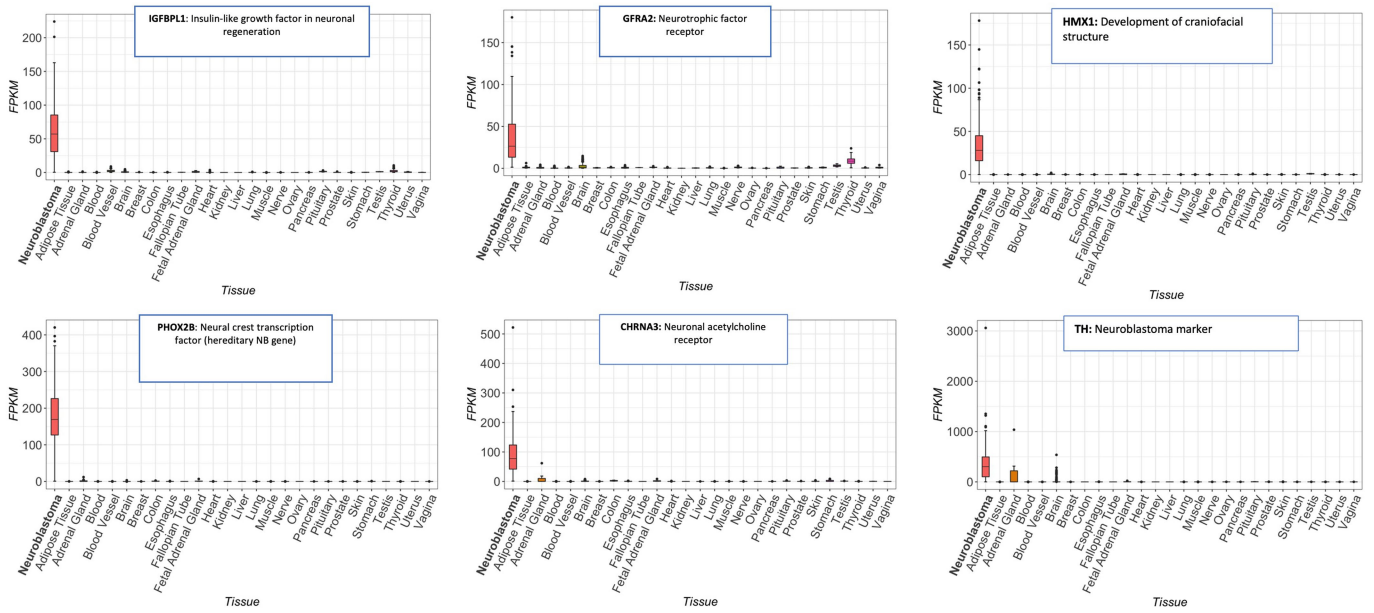 IGFBPL1: Insulin-like growth factor in neuronal
regeneration
FPKM
200
150
100
50
0
Neuroblastoma
Adipose Tissue
Adrenal Gland
Blood
Blood Vessel
Brain
Breast
Colon
Esophagus
Fallopian Tube
Fetal Adrenal Gland
Heart
Kidney
Liver
Lung
Muscle
Nerve
Ovary
Pancreas
Pituitary
Prostate
Skin
Stomach
Testis
Thyroid
Uterus
Vagina
Tissue
GFRA2: Neurotrophic factor
receptor
FPKM
150
100
50
0
Neuroblastoma
Adipose Tissue
Adrenal Gland
Blood
Blood Vessel
Brain
Breast
Colon
Esophagus
Fallopian Tube
Fetal Adrenal Gland
Heart
Kidney
Liver
Lung
Muscle
Nerve
Ovary
Pancreas
Pituitary
Prostate
Skin
Stomach
Testis
Thyroid
Uterus
Vagina
Tissue
HMX1: Development of craniofacial
structure
FPKM
150
100
50
0
Neuroblastoma
Adipose Tissue
Adrenal Gland
Blood
Blood Vessel
Brain
Breast
Colon
Esophagus
Fallopian Tube
Fetal Adrenal Gland
Heart
Kidney
Liver
Lung
Muscle
Nerve
Ovary
Pancreas
Pituitary
Prostate
Skin
Stomach
Testis
Thyroid
Uterus
Vagina
Tissue
PHOX2B: Neural crest transcription
factor (hereditary NB gene)
FPKM
400
300
200
100
0
Neuroblastoma
Adipose Tissue
Adrenal Gland
Blood
Blood Vessel
Brain
Breast
Colon
Esophagus
Fallopian Tube
Fetal Adrenal Gland
Heart
Kidney
Liver
Lung
Muscle
Nerve
Ovary
Pancreas
Pituitary
Prostate
Skin
Stomach
Testis
Thyroid
Uterus
Vagina
Tissue
CHRNA3: Neuronal acetylcholine
receptor
FPKM
500
400
300
200
100
0
Neuroblastoma
Adipose Tissue
Adrenal Gland
Blood
Blood Vessel
Brain
Breast
Colon
Esophagus
Fallopian Tube
Fetal Adrenal Gland
Heart
Kidney
Liver
Lung
Muscle
Nerve
Ovary
Pancreas
Pituitary
Prostate
Skin
Stomach
Testis
Thyroid
Uterus
Vagina
Tissue
TH: Neuroblastoma marker
FPKM
3000
2000
1000
0
Neuroblastoma
Adipose Tissue
Adrenal Gland
Blood
Blood Vessel
Brain
Breast
Colon
Esophagus
Fallopian Tube
Fetal Adrenal Gland
Heart
Kidney
Liver
Lung
Muscle
Nerve
Ovary
Pancreas
Pituitary
Prostate
Skin
Stomach
Testis
Thyroid
Uterus
Vagina
Tissue